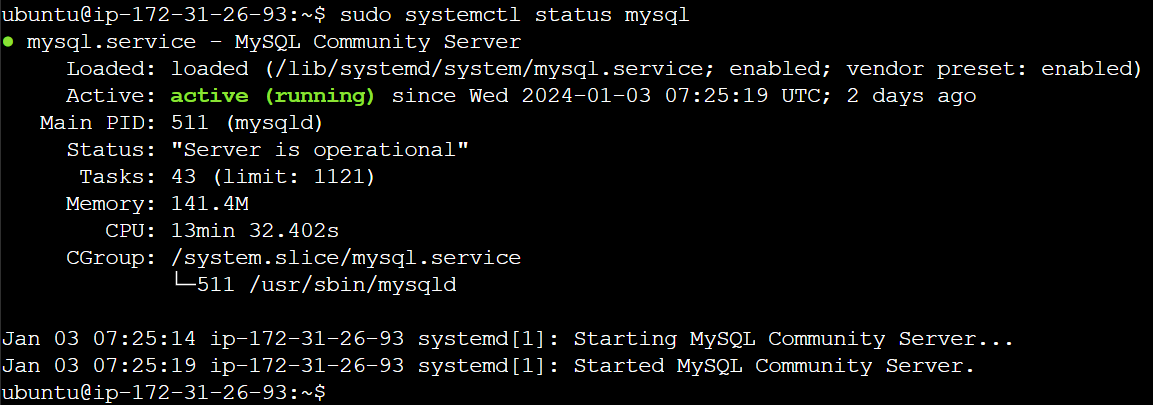 ubuntu@ip-172-31-26-93:~$ sudo systemctl status mysql
● mysql.service - MySQL Community Server
     Loaded: loaded (/lib/systemd/system/mysql.service; enabled; vendor preset: enabled)
     Active: active (running) since Wed 2024-01-03 07:25:19 UTC; 2 days ago
   Main PID: 511 (mysqld)
     Status: "Server is operational"
      Tasks: 43 (limit: 1121)
     Memory: 141.4M
        CPU: 13min 32.402s
     CGroup: /system.slice/mysql.service
             └─511 /usr/sbin/mysqld

Jan 03 07:25:14 ip-172-31-26-93 systemd[1]: Starting MySQL Community Server...
Jan 03 07:25:19 ip-172-31-26-93 systemd[1]: Started MySQL Community Server.
ubuntu@ip-172-31-26-93:~$